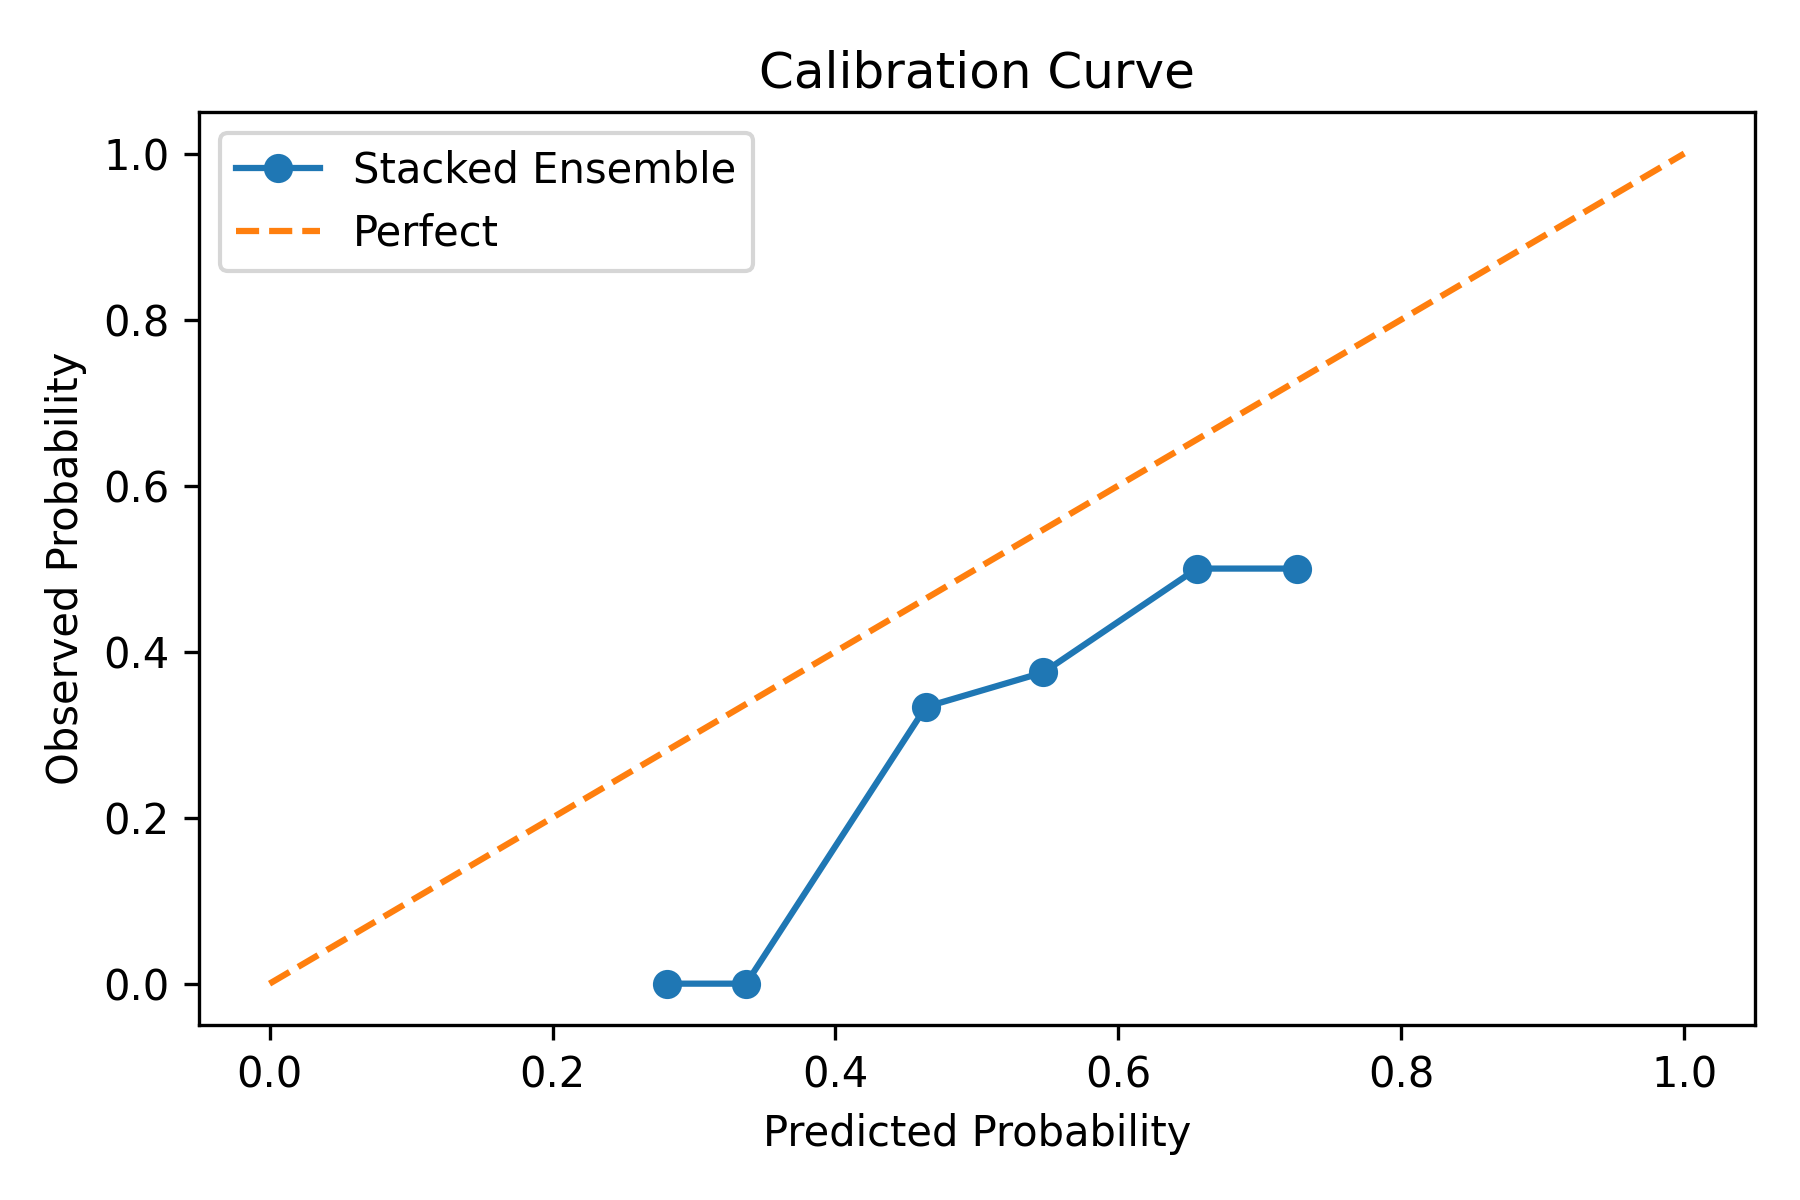 Calibration Curve
Stacked Ensemble
Perfect
1.0
0.8
0.6
0.4
0.2
0.0
Observed Probability
0.0 0.2 0.4 0.6 0.8 1.0
Predicted Probability